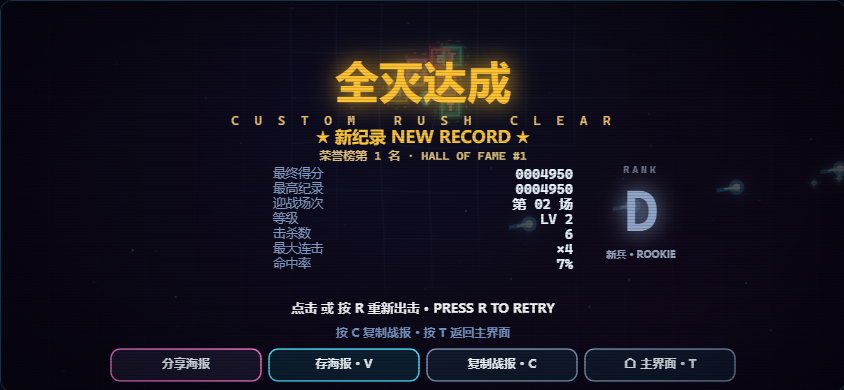 全灭达成
CUSTOM RUSH CLEAR
★ 新纪录 NEW RECORD ★
荣誉榜第 1 名 · HALL OF FAME #1
最终得分 0004950
最高纪录 0004950
迎战场次 第 02 场
等级 LV 2
击杀数 6
最大连击 ×4
命中率 7%
RANK
D
新兵 • ROOKIE
点击 或 按 R 重新出击 • PRESS R TO RETRY
按 C 复制战报 • 按 T 返回主界面
分享海报
存海报 • V
复制战报 • C
主界面 • T